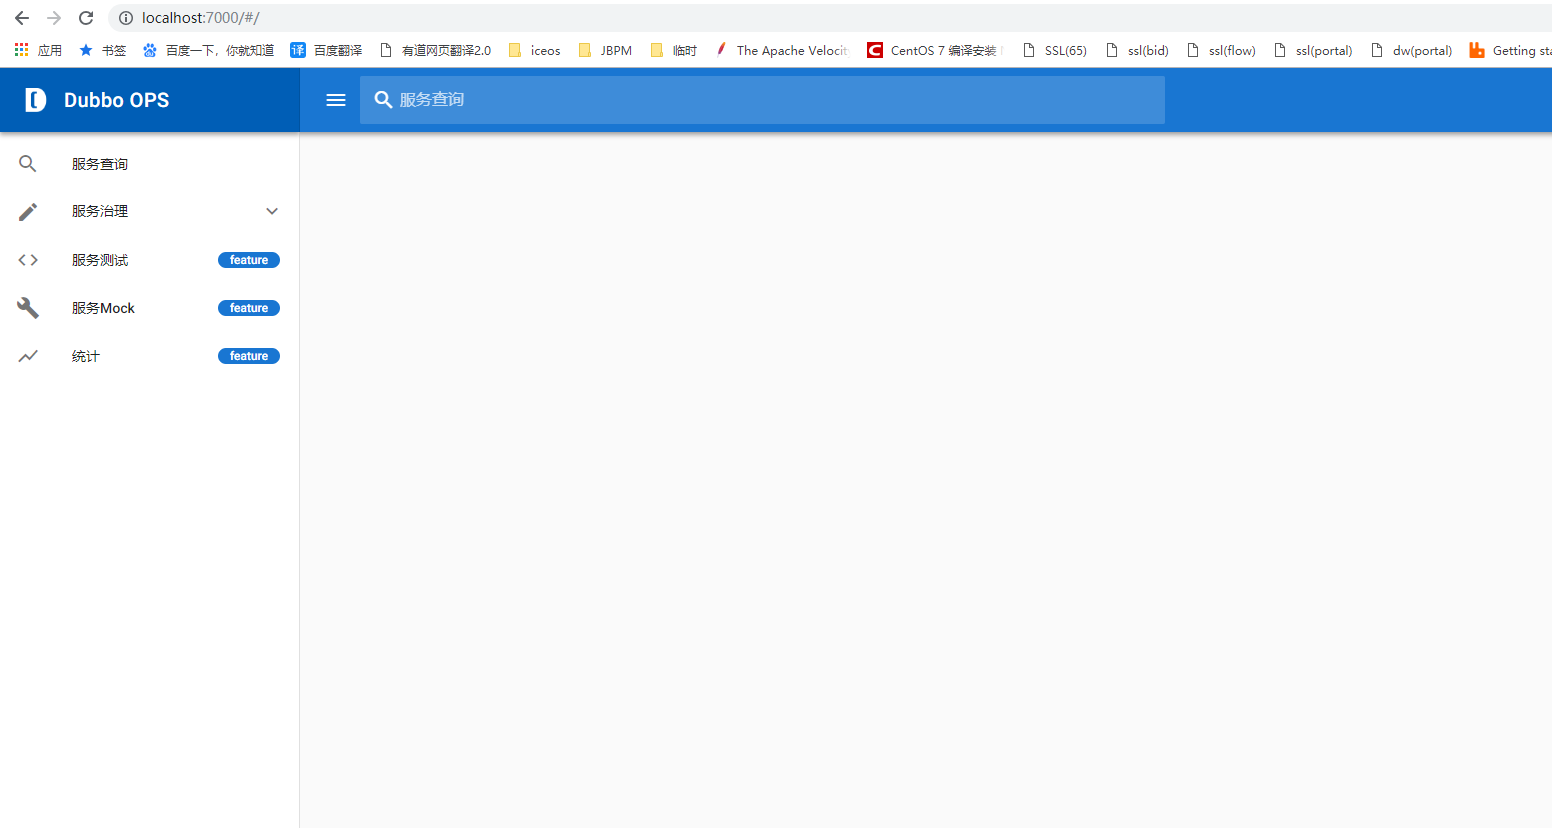 localhost:7000/#/
应用 书签 百度一下，你就知道 百度翻译 有道网页翻译2.0 iceos JBPM 临时 The Apache Velocit CentOS 7 编译安装 SSL(65) ssl(bid) ssl(flow) ssl(portal) dw(portal) Getting sta
Dubbo OPS 服务查询
服务查询
服务治理
服务测试 feature
服务Mock feature
统计 feature